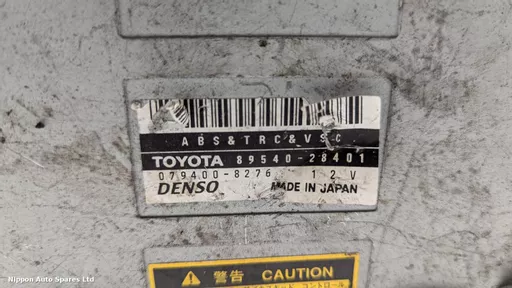 ABS&TRC&VSC
TOYOTA 89540-28401
079400-8276 12V
DENSO MADE IN JAPAN
警告 CAUTION
Nippon Auto Spares Ltd